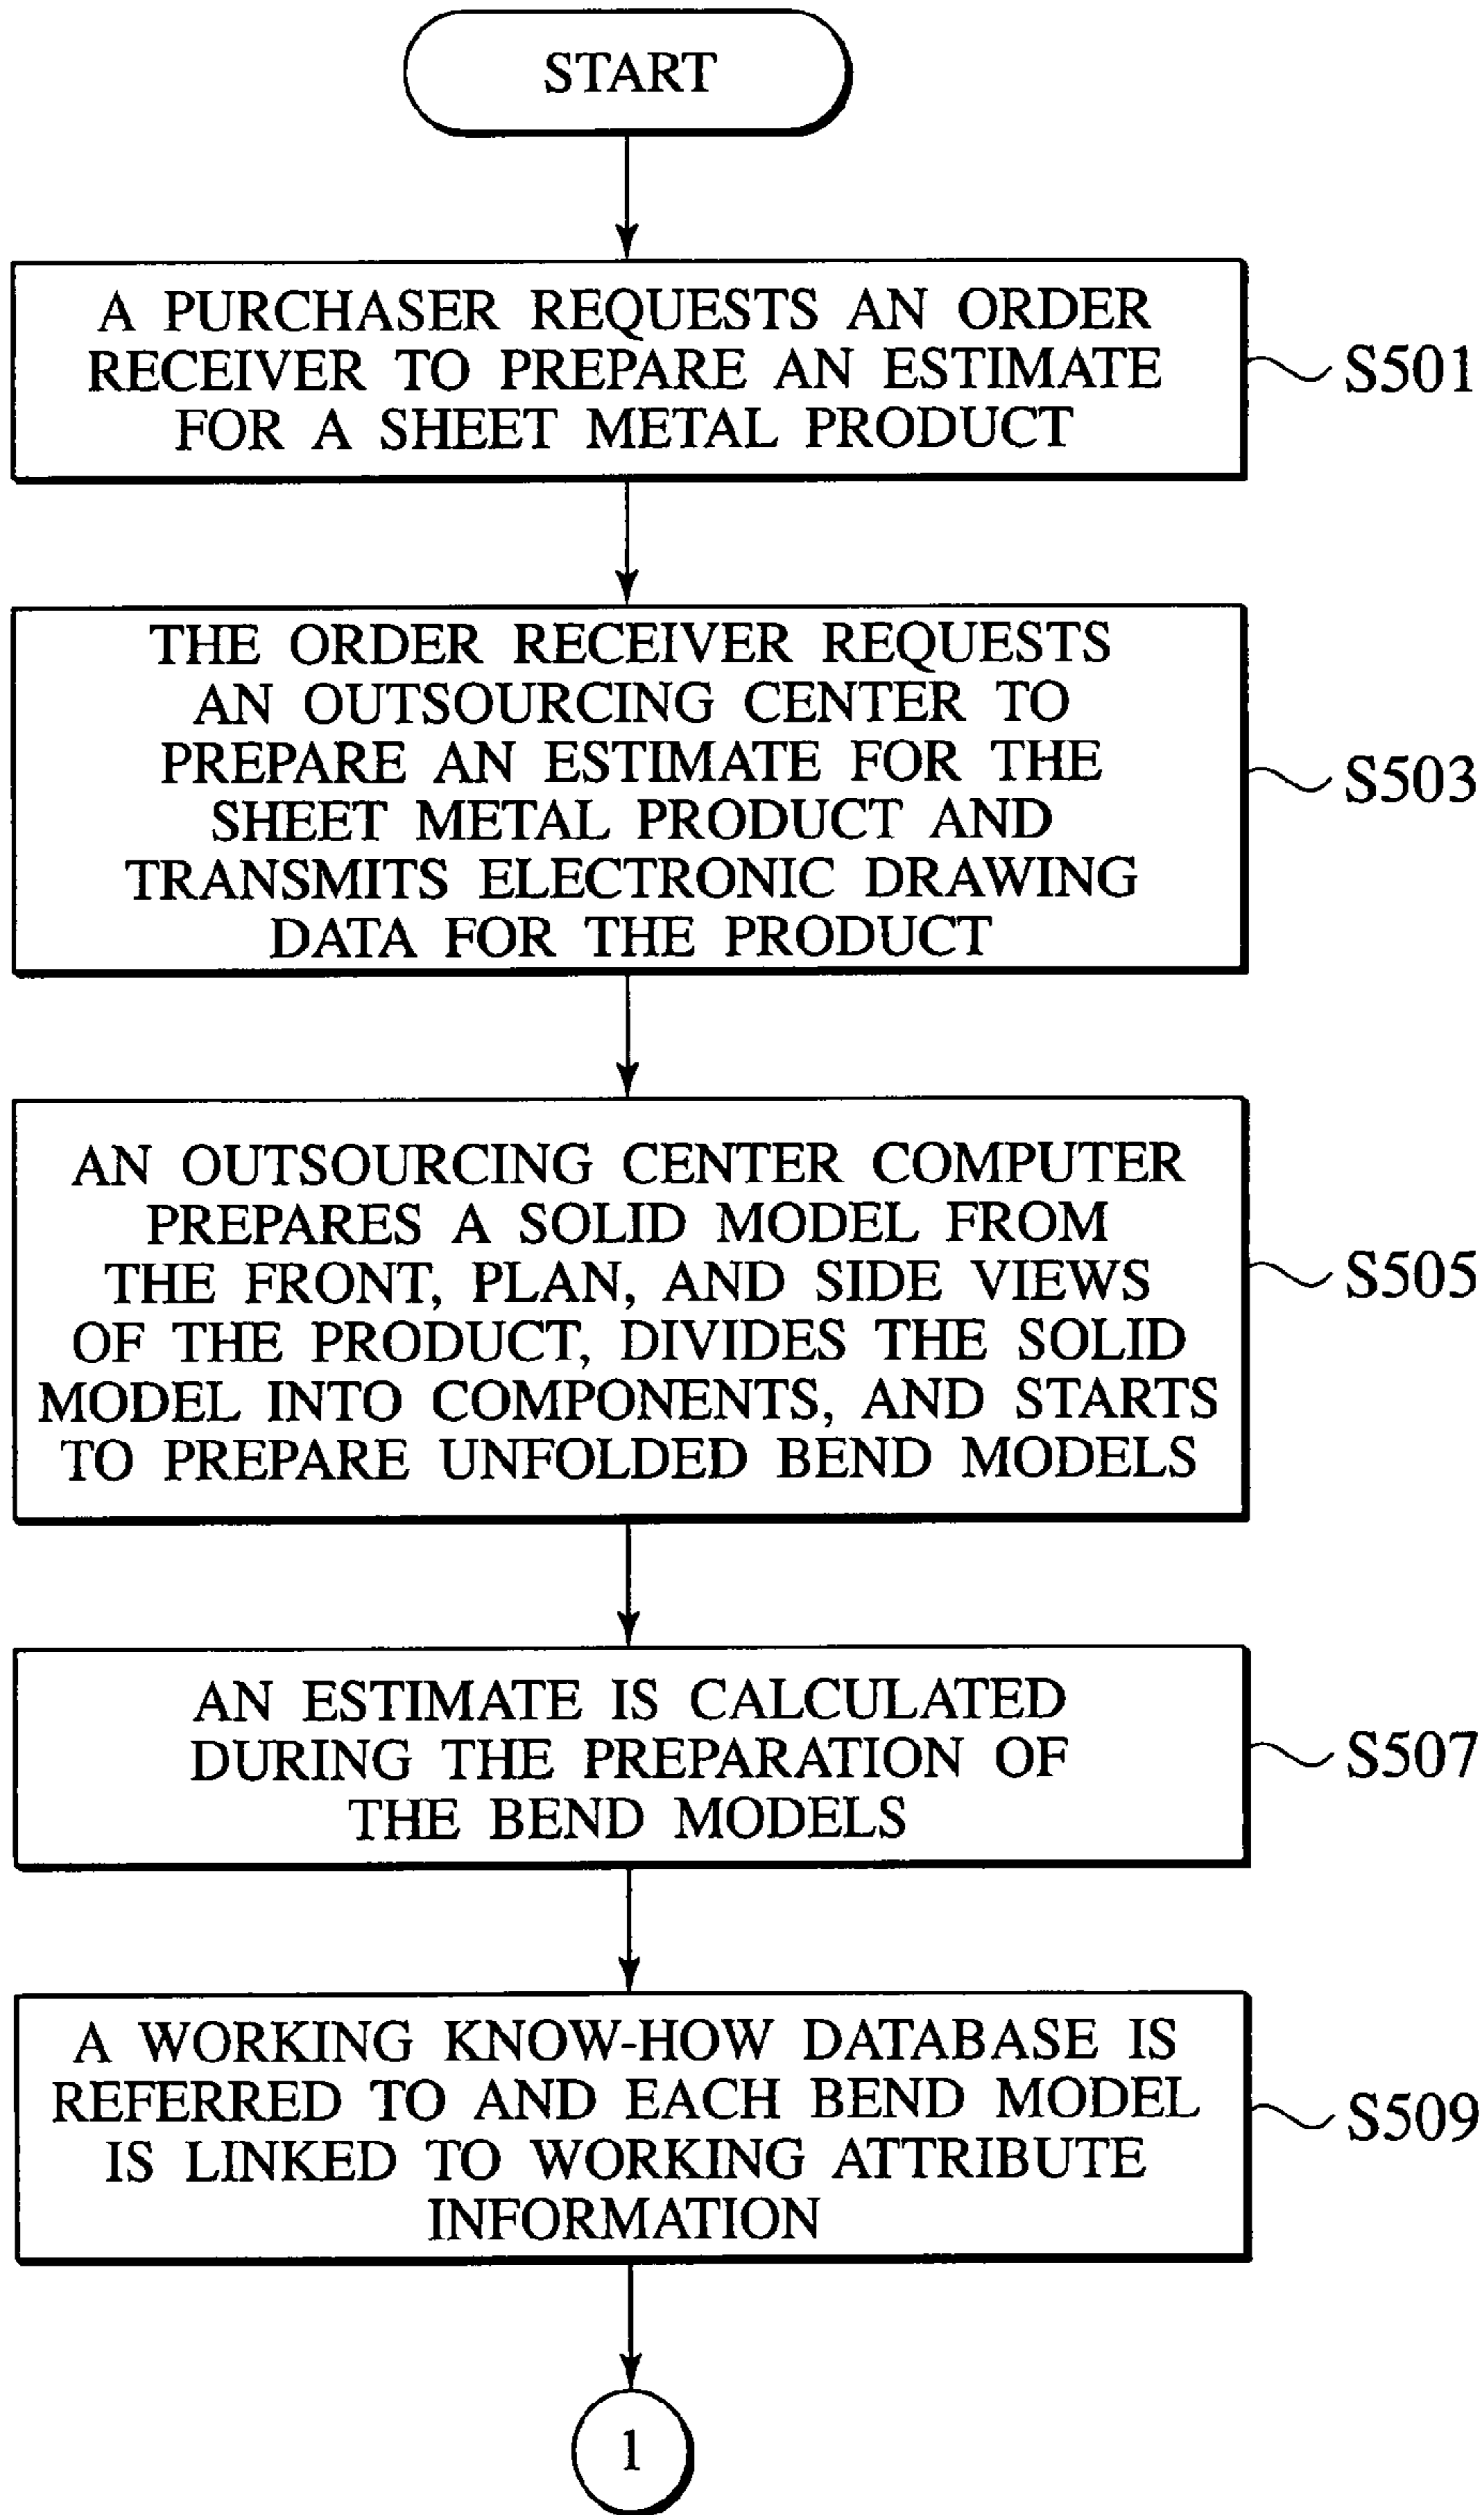 START
A PURCHASER REQUESTS AN ORDER
RECEIVER TO PREPARE AN ESTIMATE
FOR A SHEET METAL PRODUCT
S501
THE ORDER RECEIVER REQUESTS
AN OUTSOURCING CENTER TO
PREPARE AN ESTIMATE FOR THE
SHEET METAL PRODUCT AND
TRANSMITS ELECTRONIC DRAWING
DATA FOR THE PRODUCT
S503
AN OUTSOURCING CENTER COMPUTER
PREPARES A SOLID MODEL FROM
THE FRONT, PLAN, AND SIDE VIEWS
OF THE PRODUCT, DIVIDES THE SOLID
MODEL INTO COMPONENTS, AND STARTS
TO PREPARE UNFOLDED BEND MODELS
S505
AN ESTIMATE IS CALCULATED
DURING THE PREPARATION OF
THE BEND MODELS
S507
A WORKING KNOW-HOW DATABASE IS
REFERRED TO AND EACH BEND MODEL
IS LINKED TO WORKING ATTRIBUTE
INFORMATION
S509
1